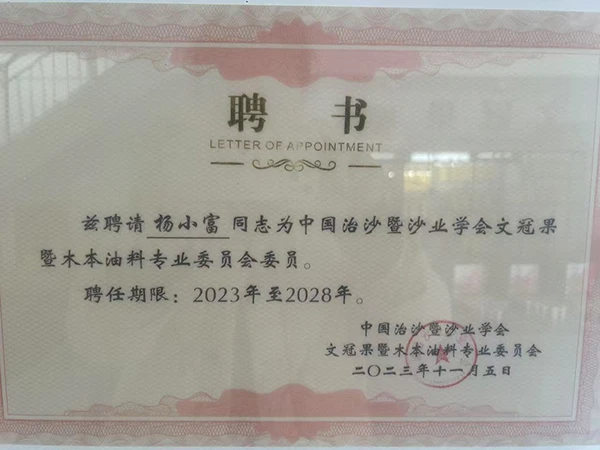 聘 书
LETTER OF APPOINTMENT
兹聘请 杨小富 同志为中国治沙暨沙业学会文冠果
暨木本油料专业委员会委员。
聘任期限：2023年至2028年。
中国治沙暨沙业学会
文冠果暨木本油料专业委员会
二〇二三年十一月五日